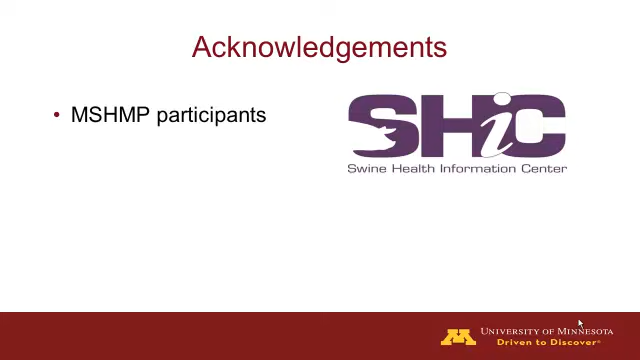 Acknowledgements
• MSHMP participants
SHiC
Swine Health Information Center
M
UNIVERSITY OF MINNESOTA
Driven to Discover®